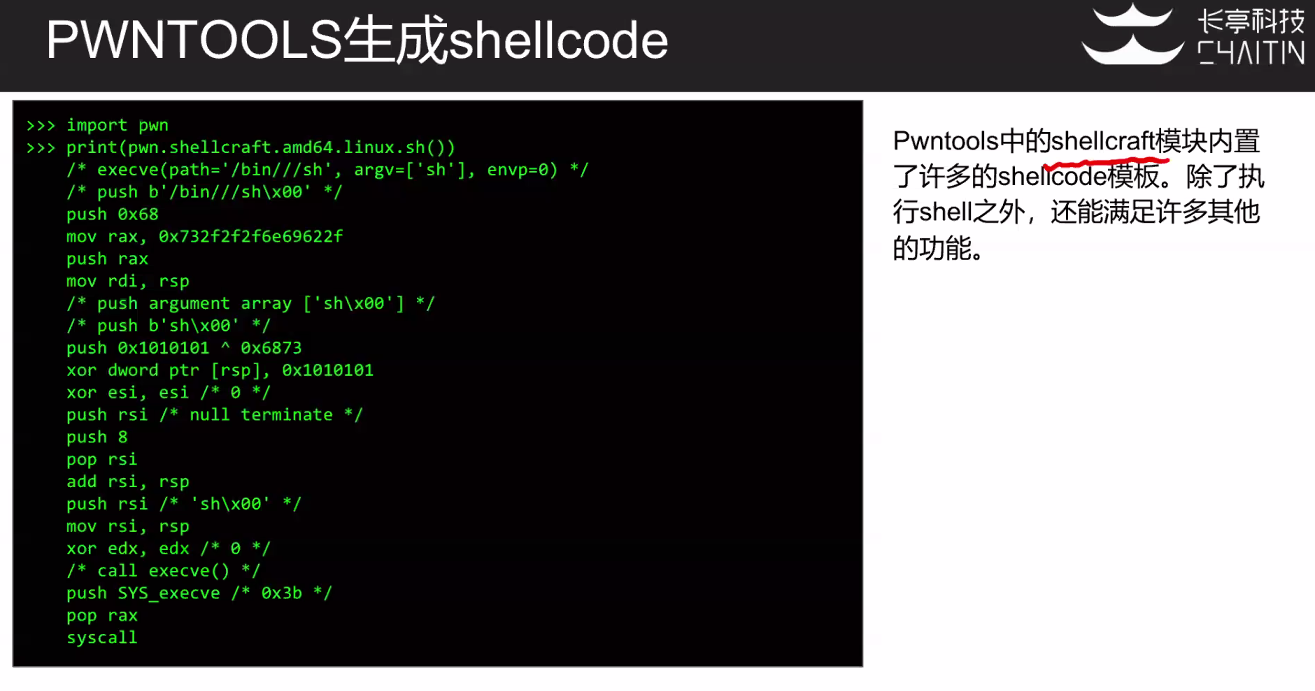 PWNTOOLS生成shellcode
长亭科技
CHAITIN
>>> import pwn
>>> print(pwn.shellcraft.amd64.linux.sh())
/* execve(path='/bin///sh', argv=['sh'], envp=0) */
/* push b'/bin///sh\x00' */
push 0x68
mov rax, 0x732f2f2f6e69622f
push rax
mov rdi, rsp
/* push argument array ['sh\x00'] */
/* push b'sh\x00' */
push 0x1010101 ^ 0x6873
xor dword ptr [rsp], 0x1010101
xor esi, esi /* 0 */
push rsi /* null terminate */
push 8
pop rsi
add rsi, rsp
push rsi /* 'sh\x00' */
mov rsi, rsp
xor edx, edx /* 0 */
/* call execve() */
push SYS_execve /* 0x3b */
pop rax
syscall
Pwntools中的shellcraft模块内置
了许多的shellcode模板。除了执
行shell之外，还能满足许多其他
的功能。